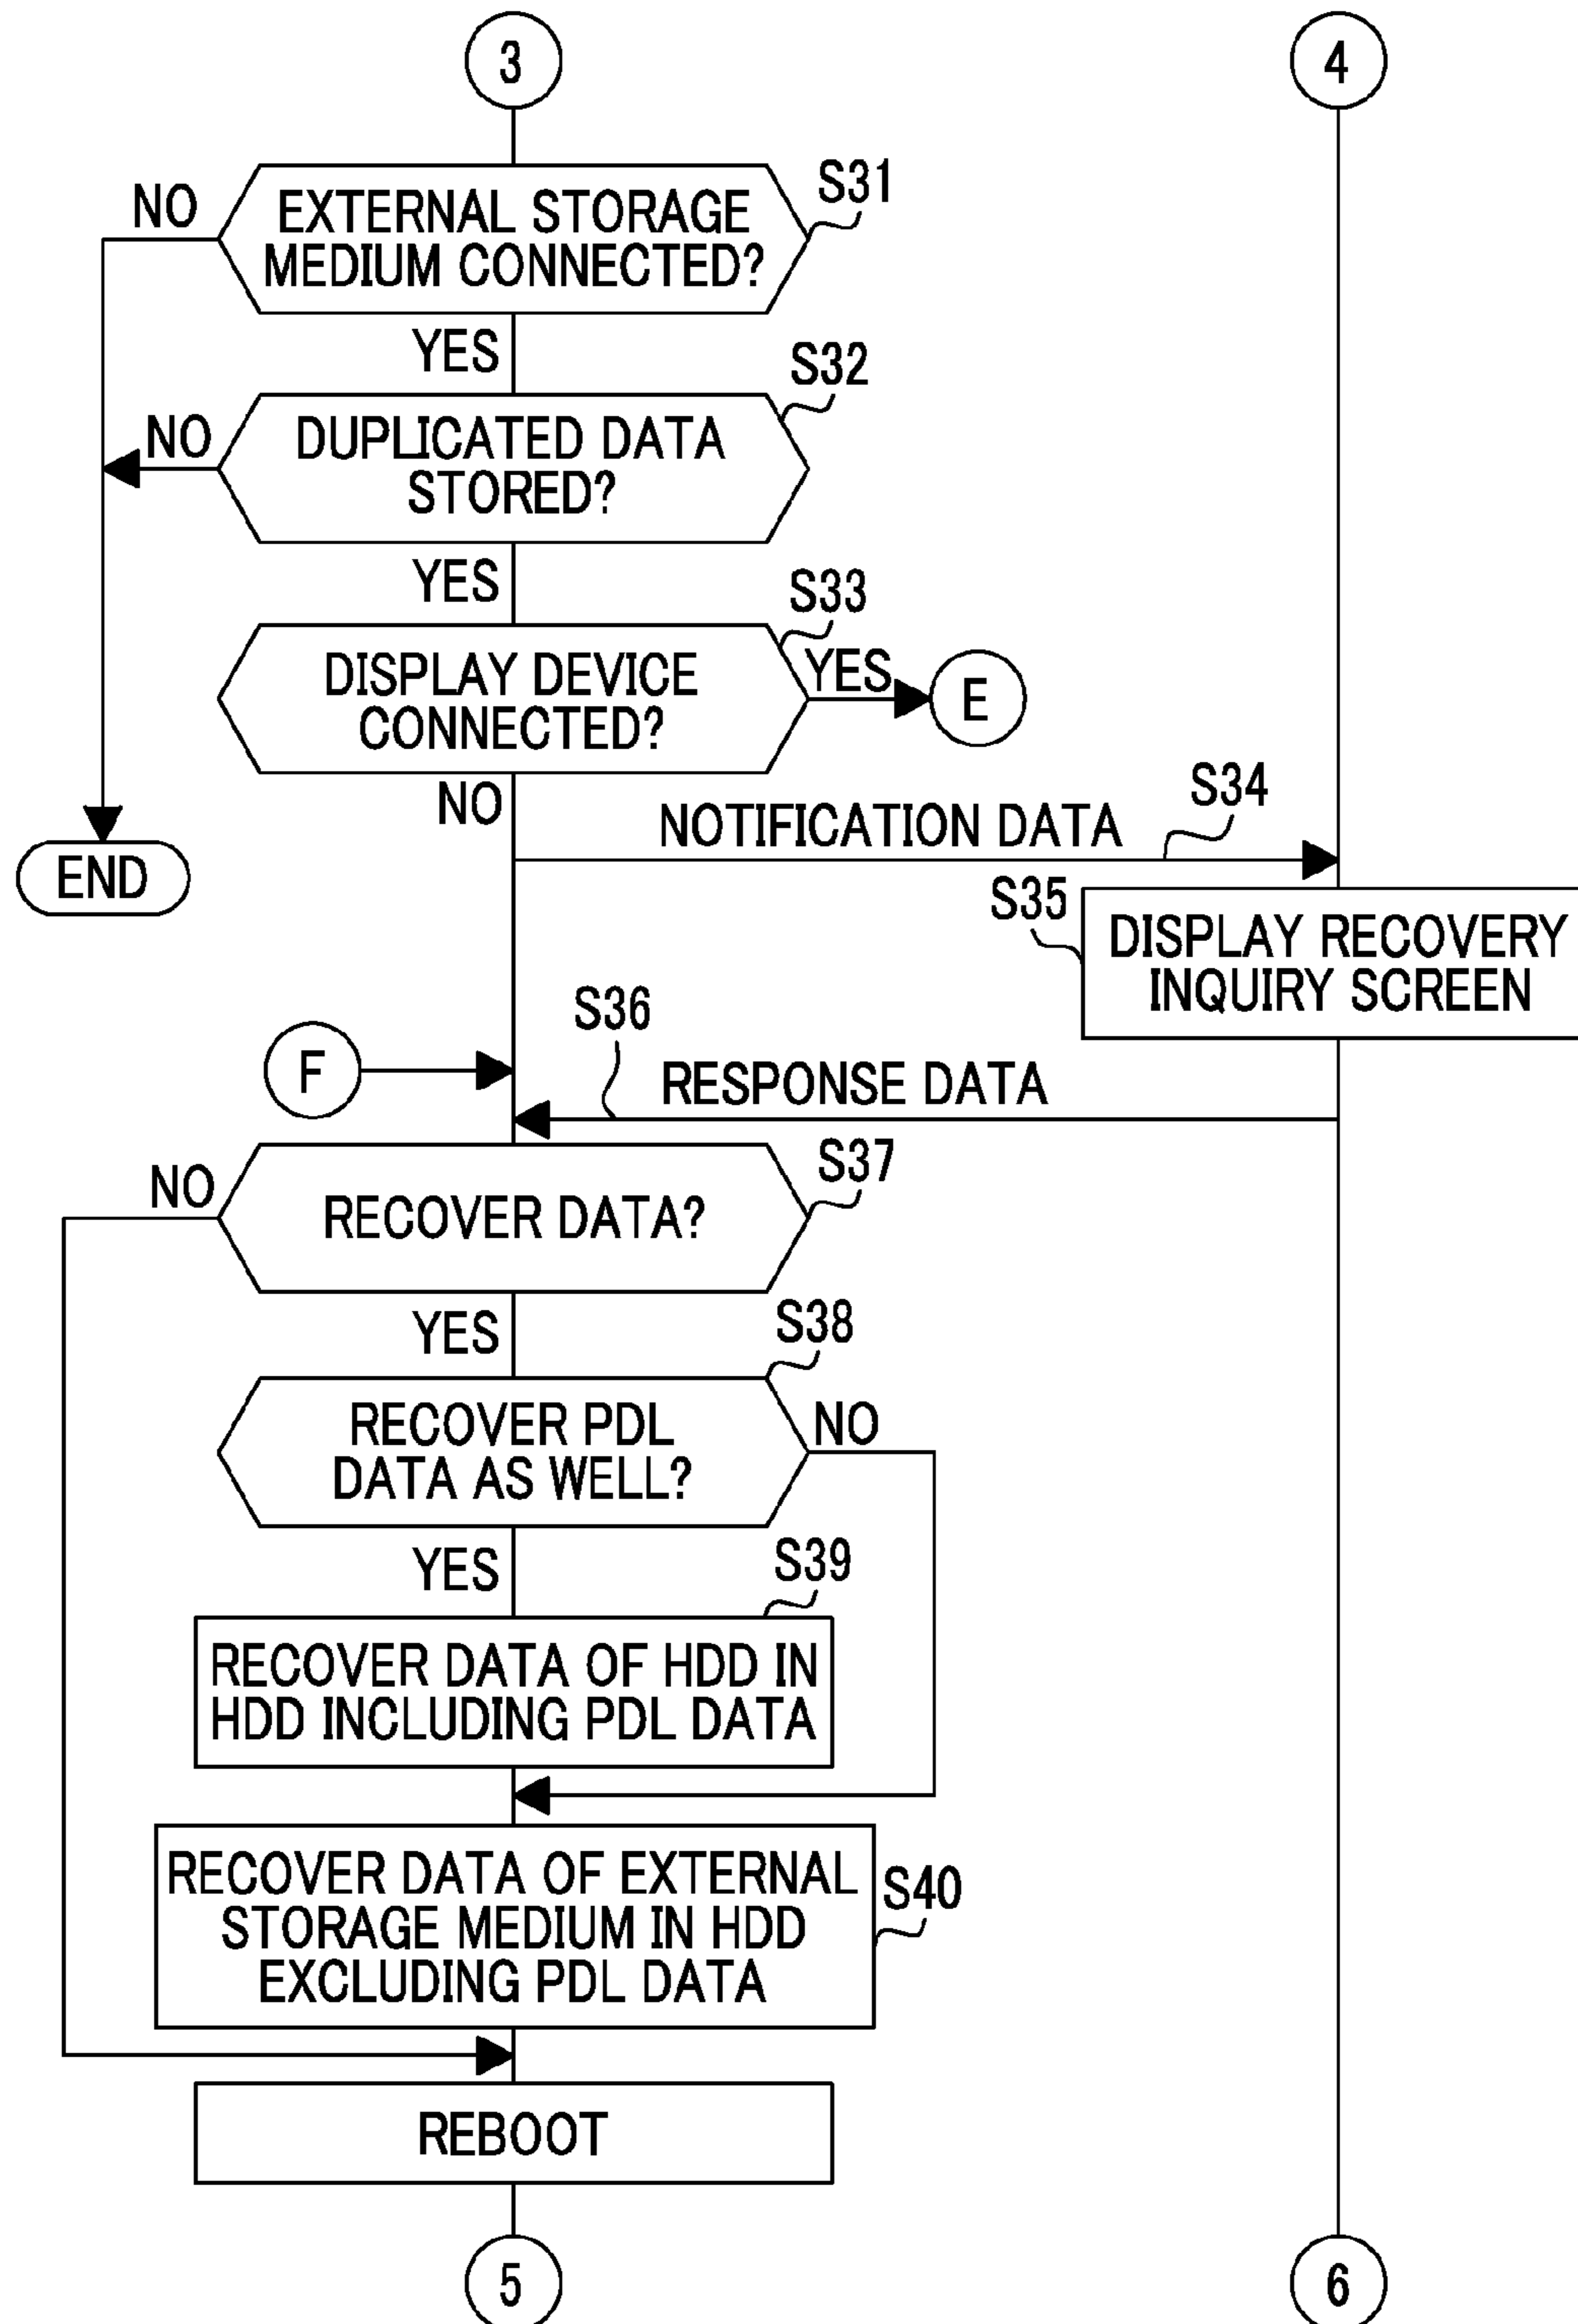 3
4
S31
NO
EXTERNAL STORAGE
MEDIUM CONNECTED?
YES
S32
NO
DUPLICATED DATA
STORED?
YES
S33
DISPLAY DEVICE
CONNECTED?
YES
E
NO
NOTIFICATION DATA
S34
END
S35
DISPLAY RECOVERY
INQUIRY SCREEN
S36
F
RESPONSE DATA
NO
S37
RECOVER DATA?
YES
S38
RECOVER PDL
DATA AS WELL?
NO
YES
S39
RECOVER DATA OF HDD IN
HDD INCLUDING PDL DATA
RECOVER DATA OF EXTERNAL
STORAGE MEDIUM IN HDD
EXCLUDING PDL DATA
S40
REBOOT
5
6